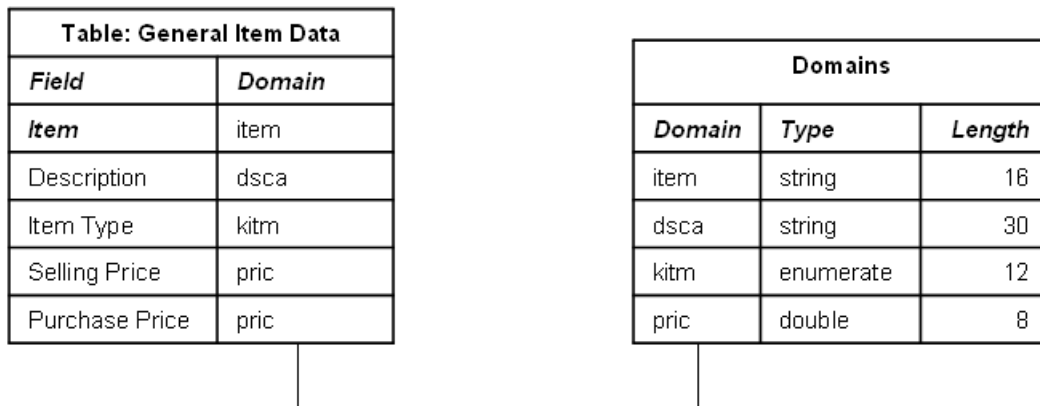 Table: General Item Data
Field Domain
Item item
Description dsca
Item Type kitm
Selling Price pric
Purchase Price pric
Domains
Domain Type Length
item string 16
dsca string 30
kitm enumerate 12
pric double 8